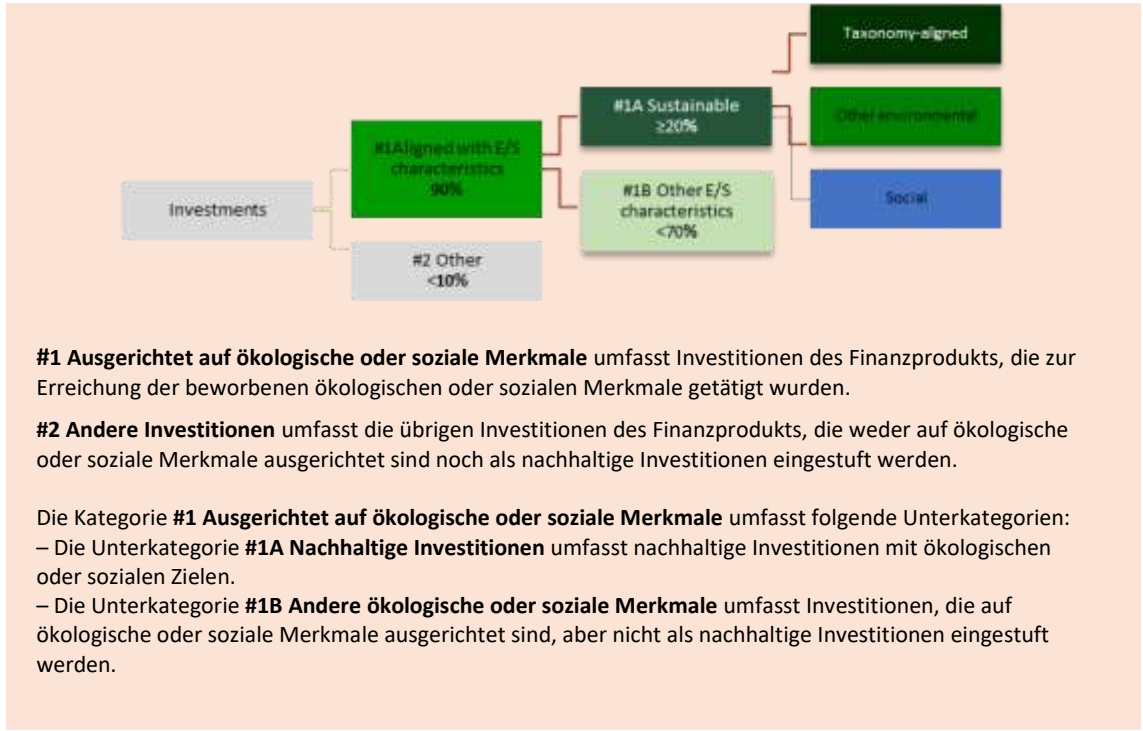 Taxonomy-aligned
#1A Sustainable
≥20%
Other environmental
#1Aligned with E/S
characteristics
90%
#1B Other E/S
characteristics
<70%
Social
Investments
#2 Other
<10%
#1 Ausgerichtet auf ökologische oder soziale Merkmale umfasst Investitionen des Finanzprodukts, die zur
Erreichung der beworbenen ökologischen oder sozialen Merkmale getätigt wurden.
#2 Andere Investitionen umfasst die übrigen Investitionen des Finanzprodukts, die weder auf ökologische
oder soziale Merkmale ausgerichtet sind noch als nachhaltige Investitionen eingestuft werden.
Die Kategorie #1 Ausgerichtet auf ökologische oder soziale Merkmale umfasst folgende Unterkategorien:
– Die Unterkategorie #1A Nachhaltige Investitionen umfasst nachhaltige Investitionen mit ökologischen
oder sozialen Zielen.
– Die Unterkategorie #1B Andere ökologische oder soziale Merkmale umfasst Investitionen, die auf
ökologische oder soziale Merkmale ausgerichtet sind, aber nicht als nachhaltige Investitionen eingestuft
werden.